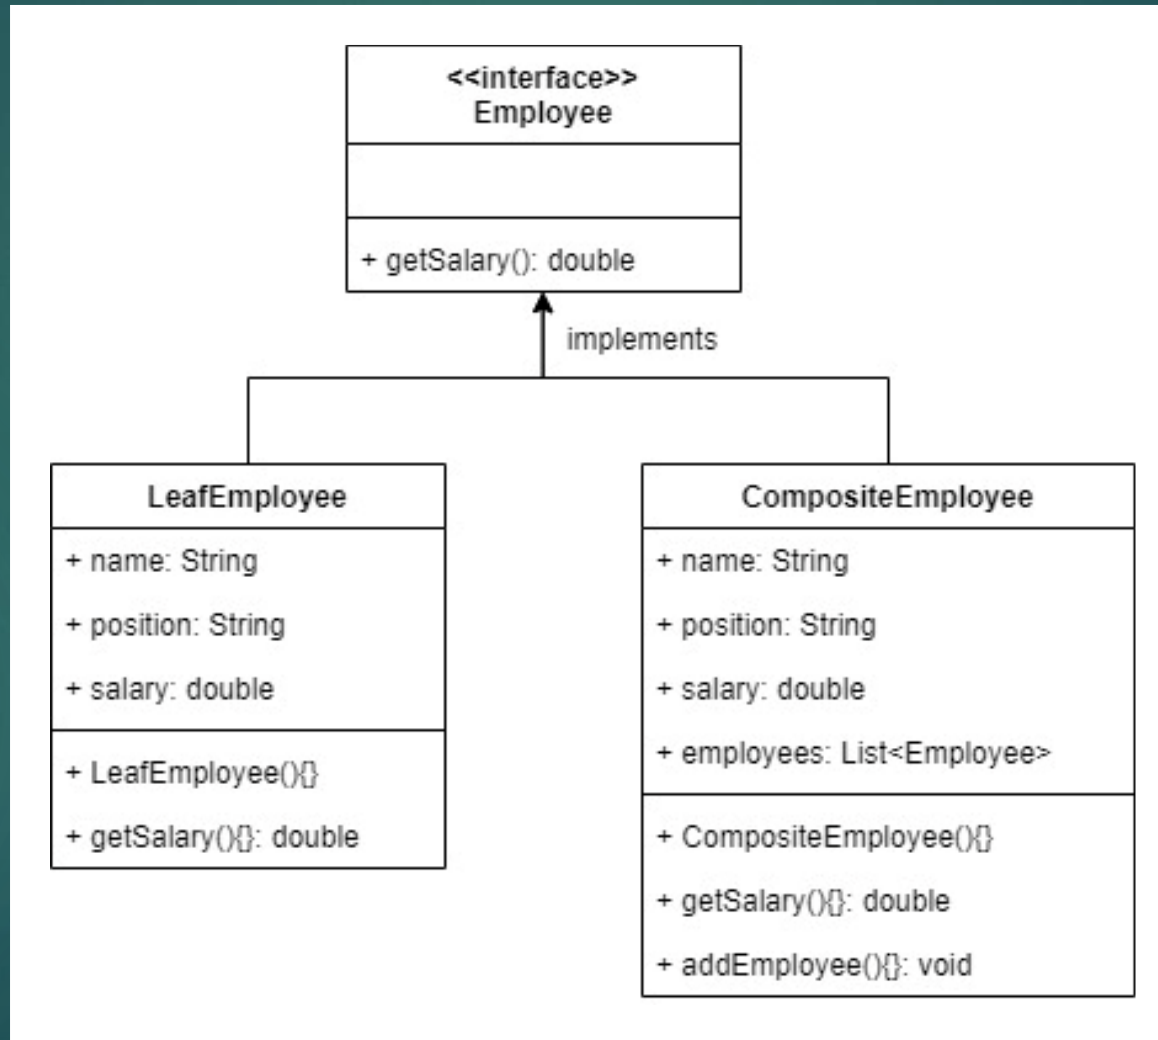 <<interface>>
Employee
+ getSalary(): double
implements
LeafEmployee
+ name: String
+ position: String
+ salary: double
+ LeafEmployee(){}
+ getSalary(){}: double
CompositeEmployee
+ name: String
+ position: String
+ salary: double
+ employees: List<Employee>
+ CompositeEmployee(){}
+ getSalary(){}: double
+ addEmployee(){}: void